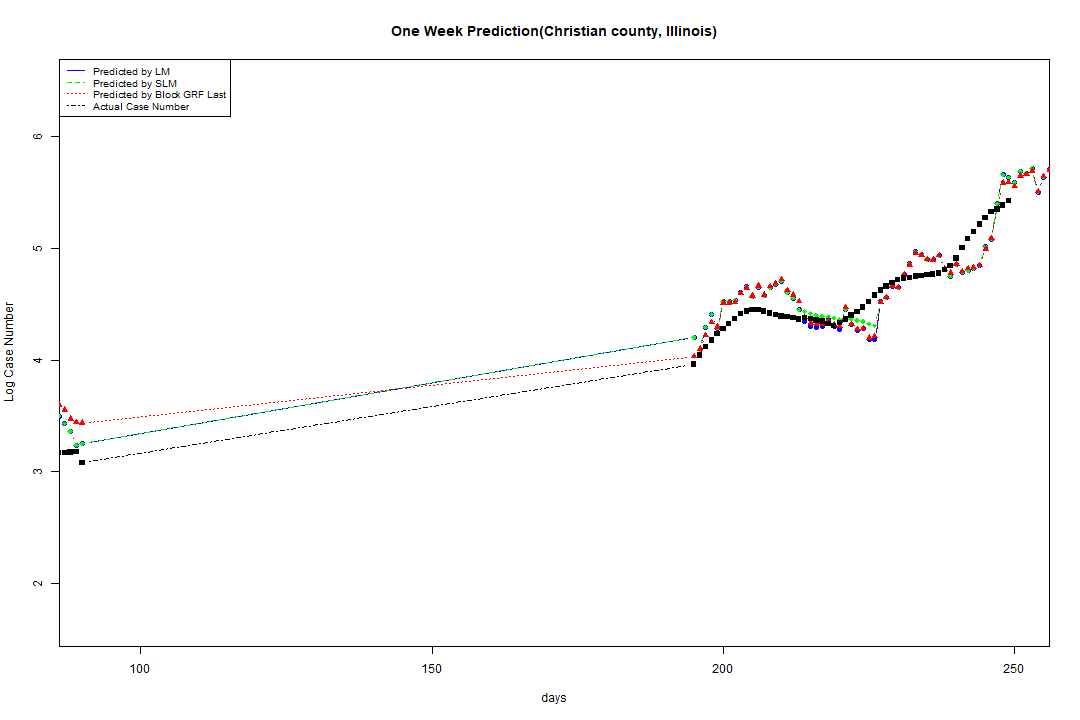 One Week Prediction(Christian county, Illinois)
Predicted by LM
Predicted by SLM
Predicted by Block GRF Last
Actual Case Number
6
5
4
3
2
Log Case Number
100 150 200 250
days